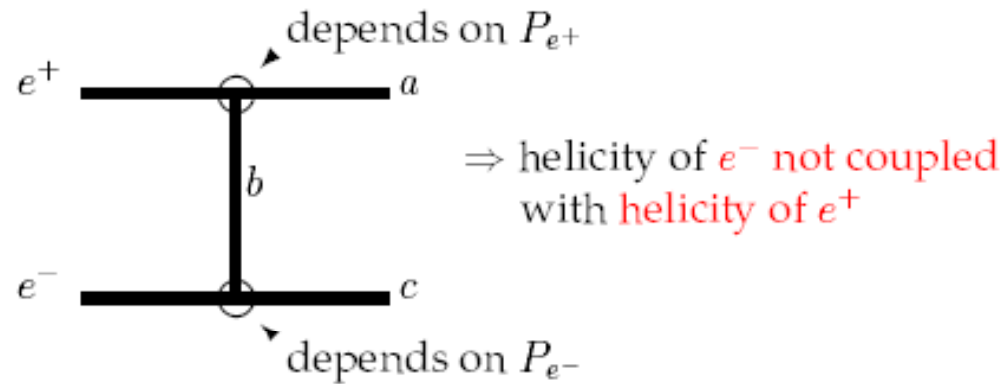 depends on P_{e^+}
e^+
a
b
⇒ helicity of e^- not coupled
with helicity of e^+
e^-
c
depends on P_{e^-}